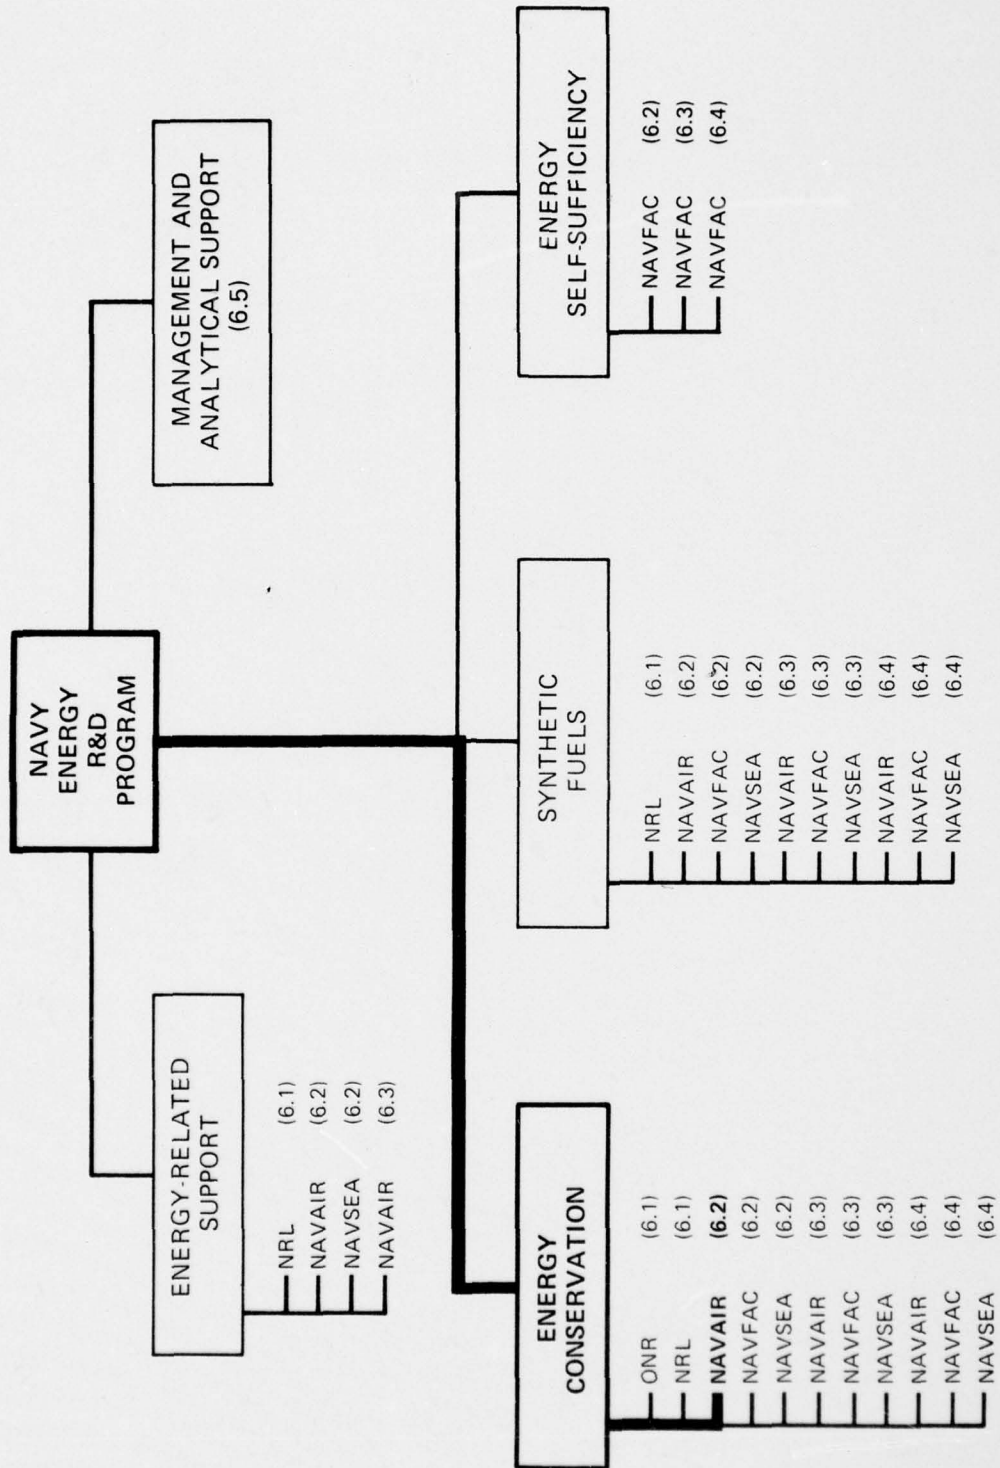 NAVY
ENERGY
R&D
PROGRAM
ENERGY-RELATED
SUPPORT
NRL (6.1)
NAVAIR (6.2)
NAVSEA (6.2)
NAVAIR (6.3)
MANAGEMENT AND
ANALYTICAL SUPPORT
(6.5)
ENERGY
CONSERVATION
ONR (6.1)
NRL (6.1)
NAVAIR (6.2)
NAVFAC (6.2)
NAVSEA (6.2)
NAVAIR (6.3)
NAVFAC (6.3)
NAVSEA (6.3)
NAVAIR (6.4)
NAVFAC (6.4)
NAVSEA (6.4)
SYNTHETIC
FUELS
NRL (6.1)
NAVAIR (6.2)
NAVFAC (6.2)
NAVSEA (6.2)
NAVAIR (6.3)
NAVFAC (6.3)
NAVSEA (6.3)
NAVAIR (6.4)
NAVFAC (6.4)
NAVSEA (6.4)
ENERGY
SELF-SUFFICIENCY
NAVFAC (6.2)
NAVFAC (6.3)
NAVFAC (6.4)